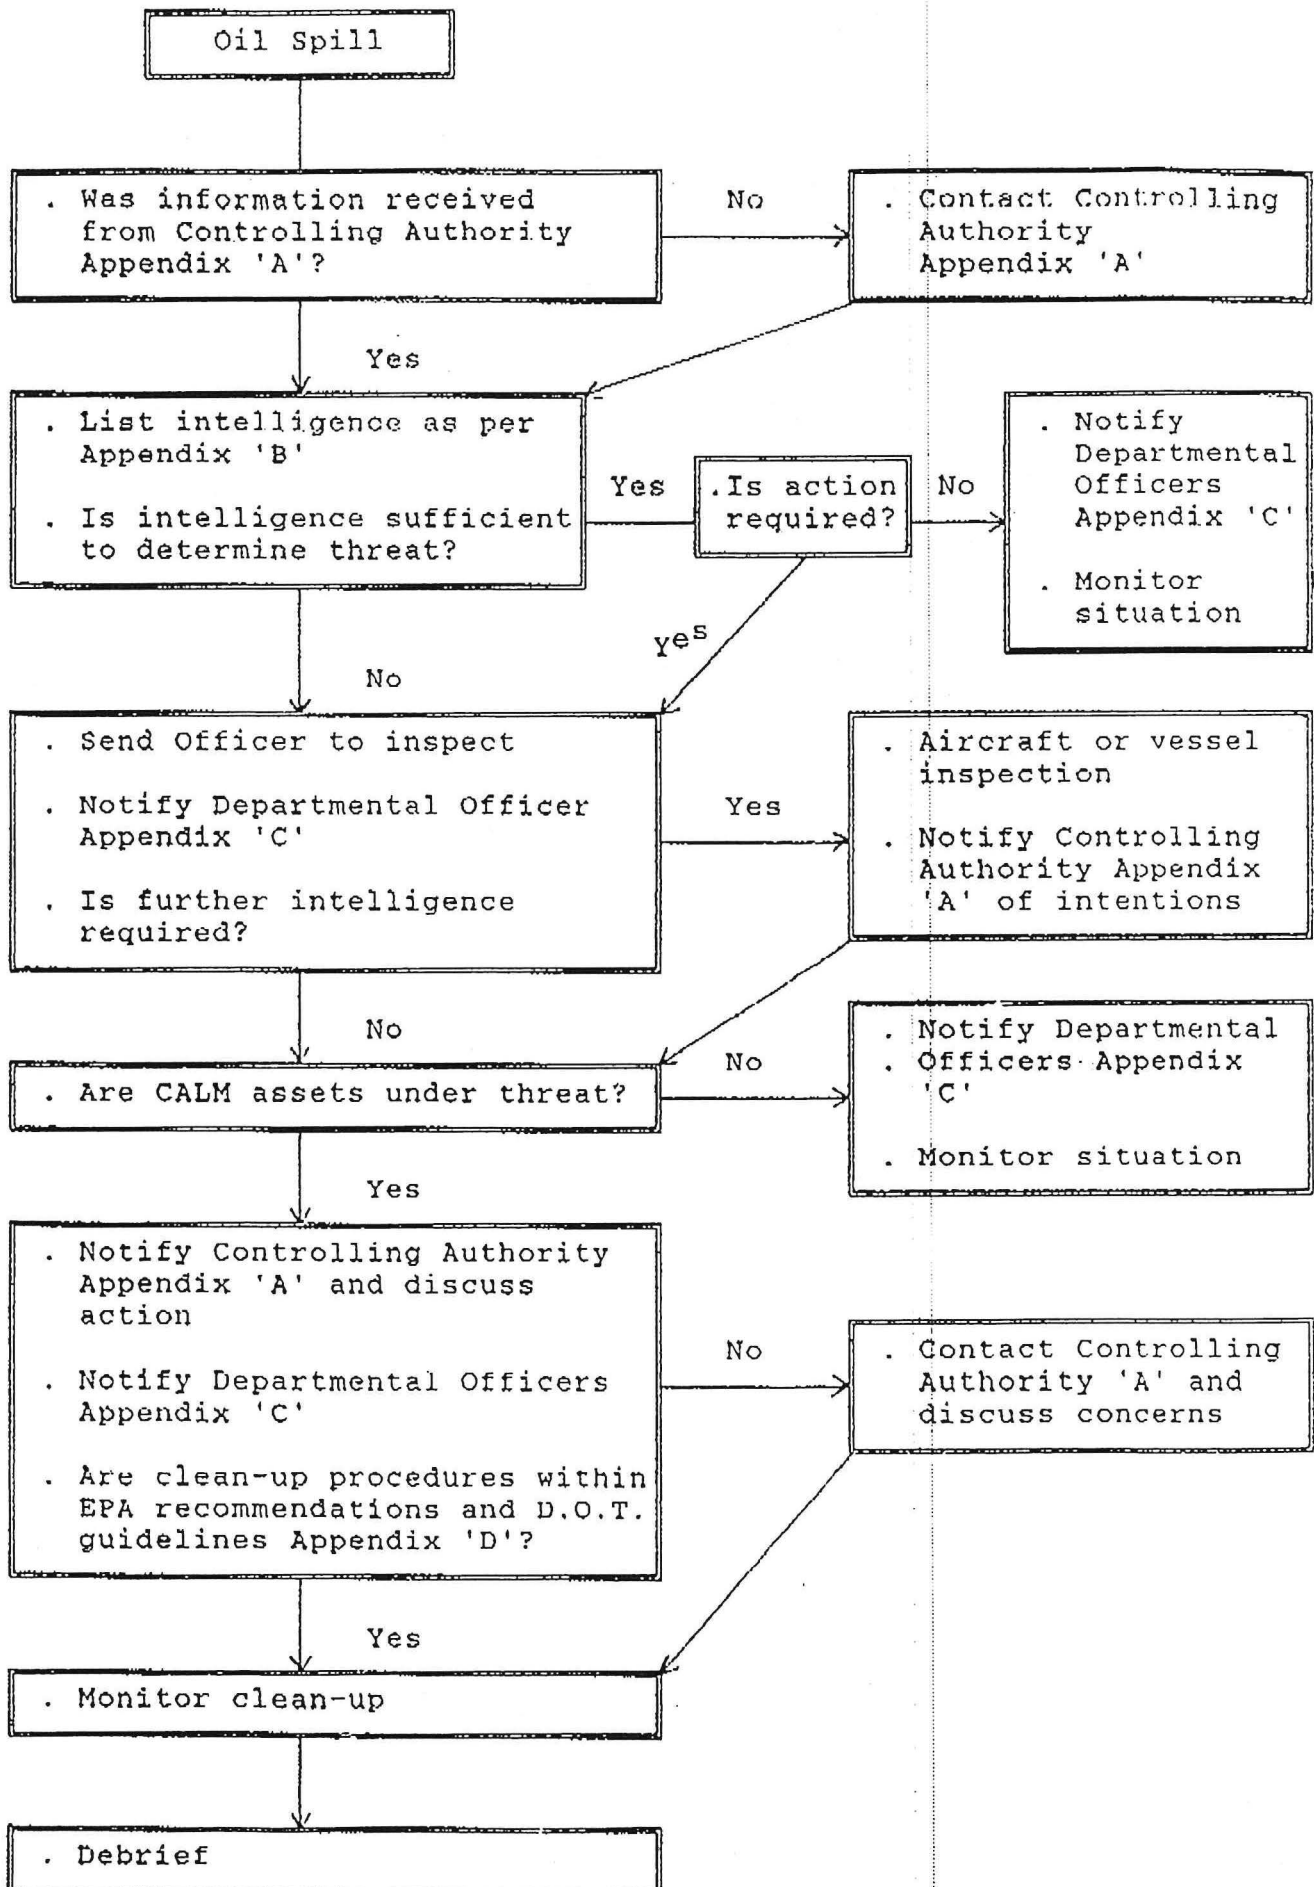 Oil Spill
. Was information received
from Controlling Authority
Appendix 'A'?
No
. Contact Controlling
Authority
Appendix 'A'
Yes
. List intelligence as per
Appendix 'B'
. Is intelligence sufficient
to determine threat?
Yes
.Is action
required?
No
. Notify
Departmental
Officers
Appendix 'C'
. Monitor
situation
Yes
No
. Send Officer to inspect
. Notify Departmental Officer
Appendix 'C'
. Is further intelligence
required?
Yes
. Aircraft or vessel
inspection
. Notify Controlling
Authority Appendix
'A' of intentions
No
. Are CALM assets under threat?
No
. Notify Departmental
. Officers Appendix
'C'
. Monitor situation
Yes
. Notify Controlling Authority
Appendix 'A' and discuss
action
. Notify Departmental Officers
Appendix 'C'
. Are clean-up procedures within
EPA recommendations and D.O.T.
guidelines Appendix 'D'?
No
. Contact Controlling
Authority 'A' and
discuss concerns
Yes
. Monitor clean-up
. Debrief